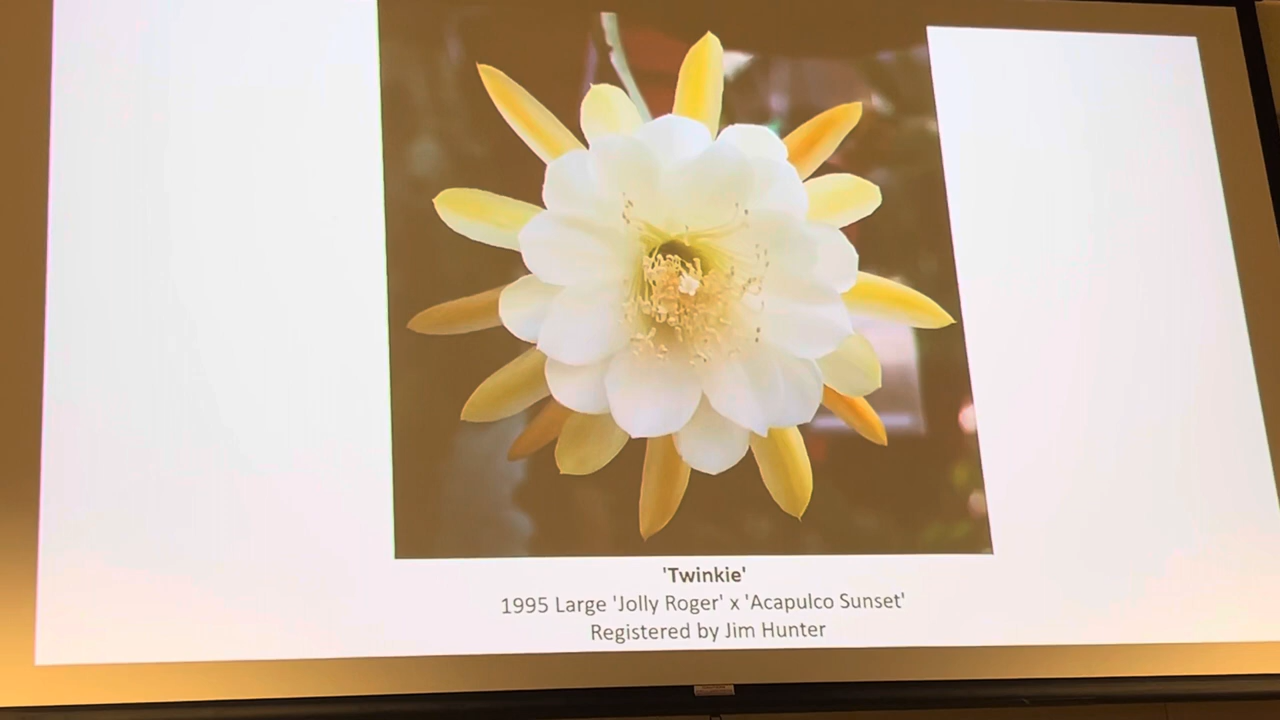 'Twinkie'
1995 Large 'Jolly Roger' x 'Acapulco Sunset'
Registered by Jim Hunter